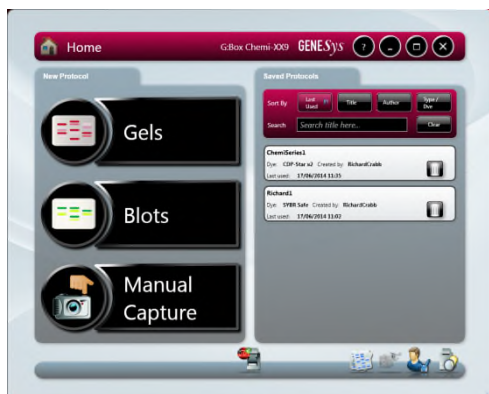 Home
G:Box Chemi-XX9 GENESys ?
New Protocol
Saved Protocols
Sort By Last Used Title Author Type / Dye
Search Search title here.. Clear
Gels
Blots
Manual
Capture
ChemiSeries1
Dye: CDP-Star v2 Created by: RichardCrabb
Last used: 17/06/2014 11:35
Richard1
Dye: SYBR Safe Created by: RichardCrabb
Last used: 17/06/2014 11:02